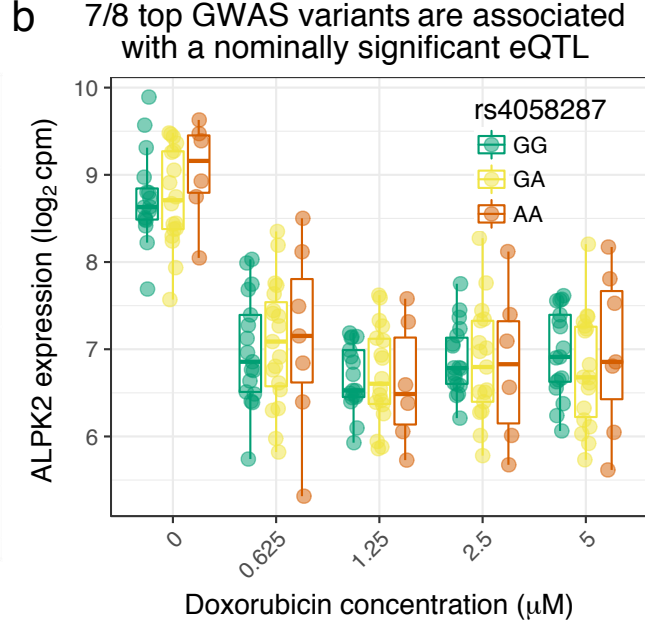 b
7/8 top GWAS variants are associated
with a nominally significant eQTL
ALPK2 expression (log₂ cpm)
10
9
8
7
6
rs4058287
GG
GA
AA
0
0.625
1.25
2.5
5
Doxorubicin concentration (μM)